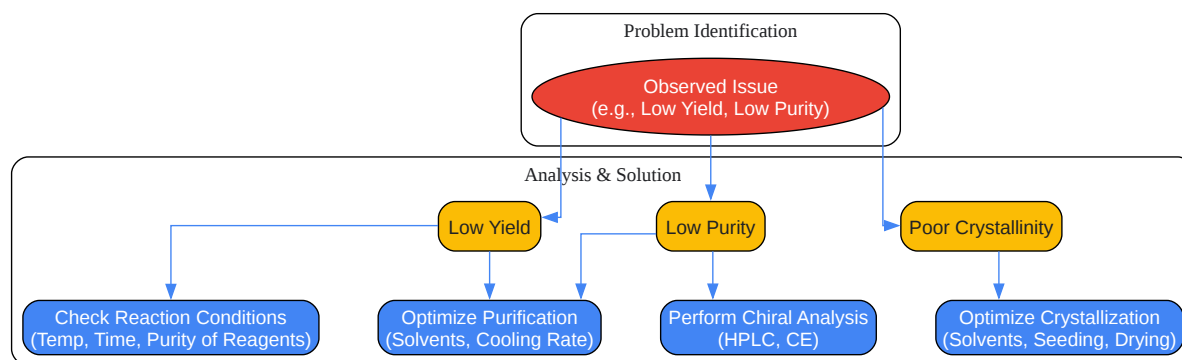 Problem Identification
Observed Issue
(e.g., Low Yield, Low Purity)
Analysis & Solution
Low Yield
Low Purity
Poor Crystallinity
Check Reaction Conditions
(Temp, Time, Purity of Reagents)
Optimize Purification
(Solvents, Cooling Rate)
Perform Chiral Analysis
(HPLC, CE)
Optimize Crystallization
(Solvents, Seeding, Drying)